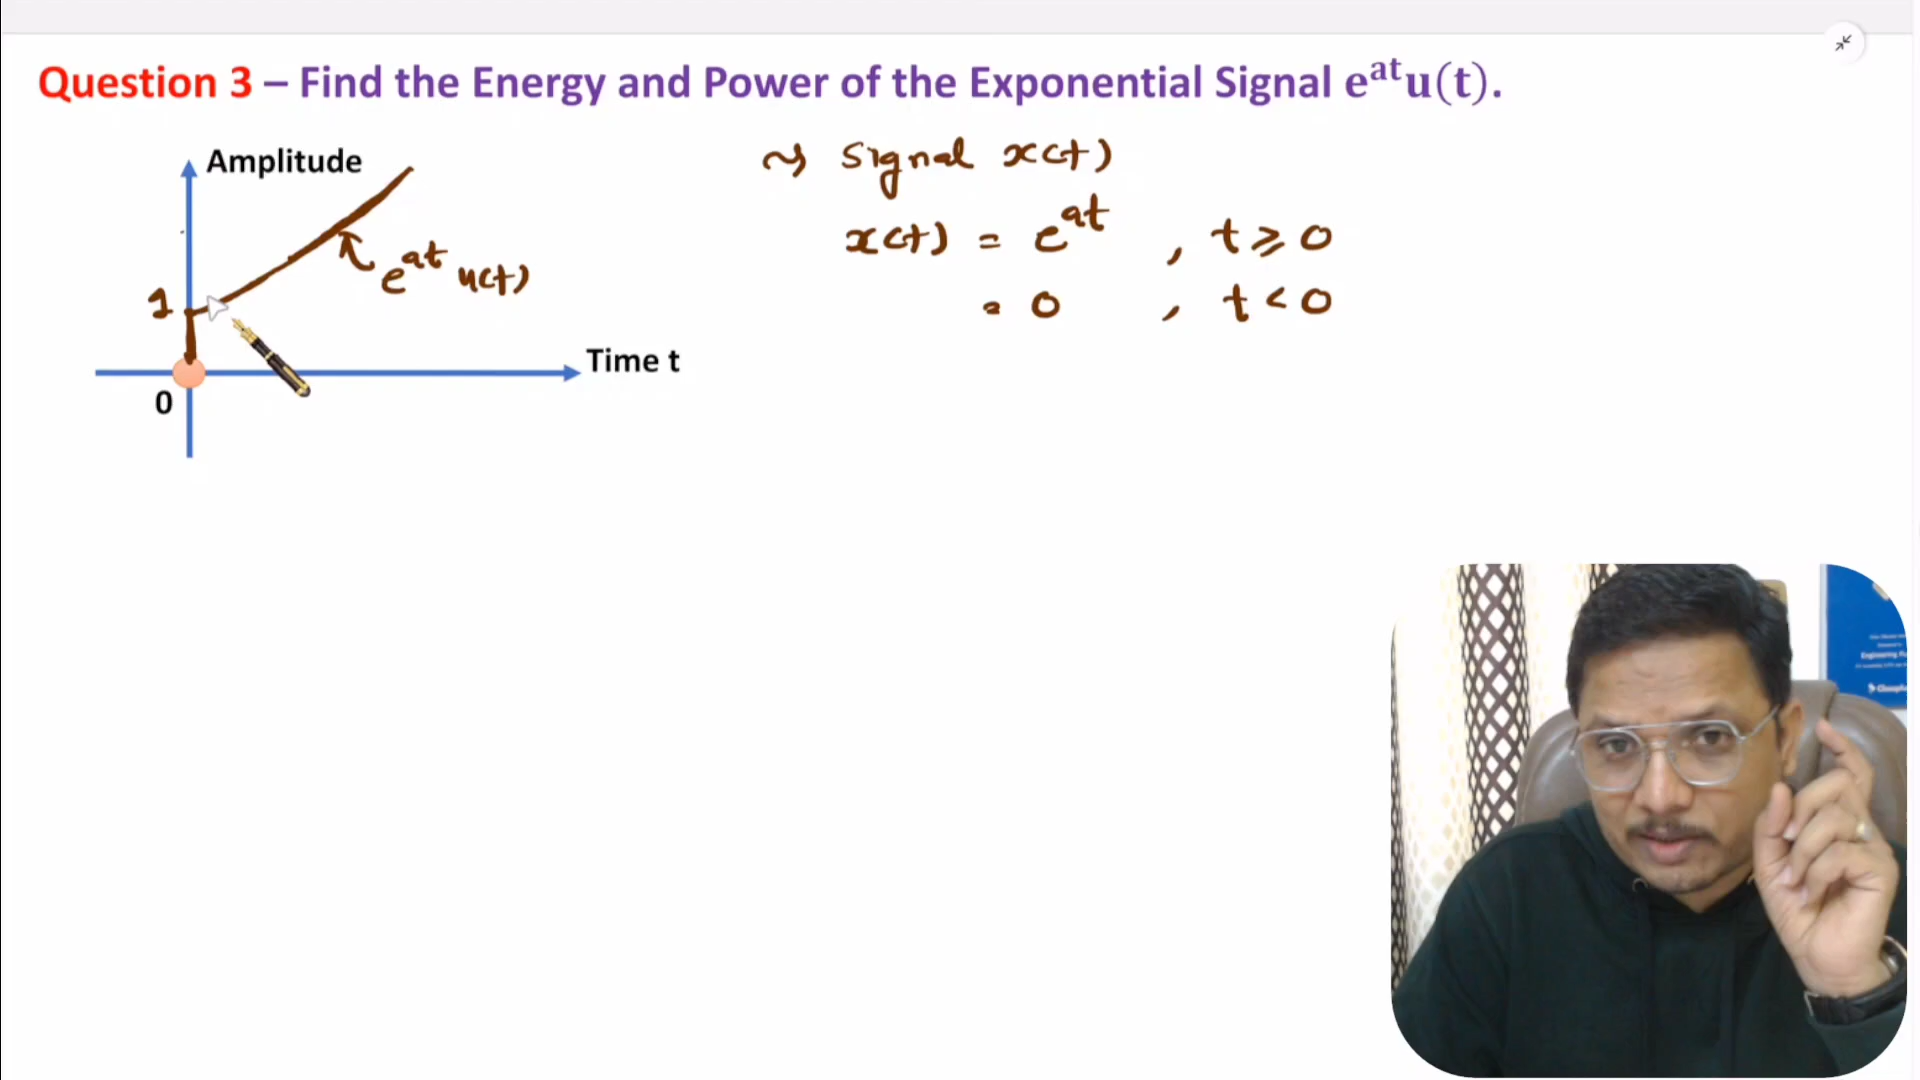 Question 3 – Find the Energy and Power of the Exponential Signal e^{at}u(t).
Amplitude
1
e^{at} u(t)
Time t
0
~> Signal x(t)
x(t) = e^{at} , t ≥ 0
= 0 , t < 0